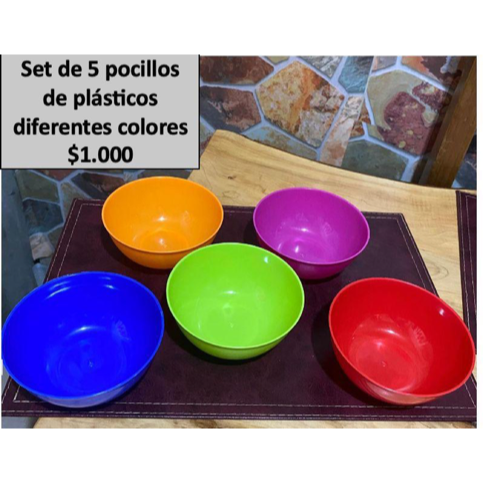 Set de 5 pocillos
de plásticos
diferentes colores
$1.000